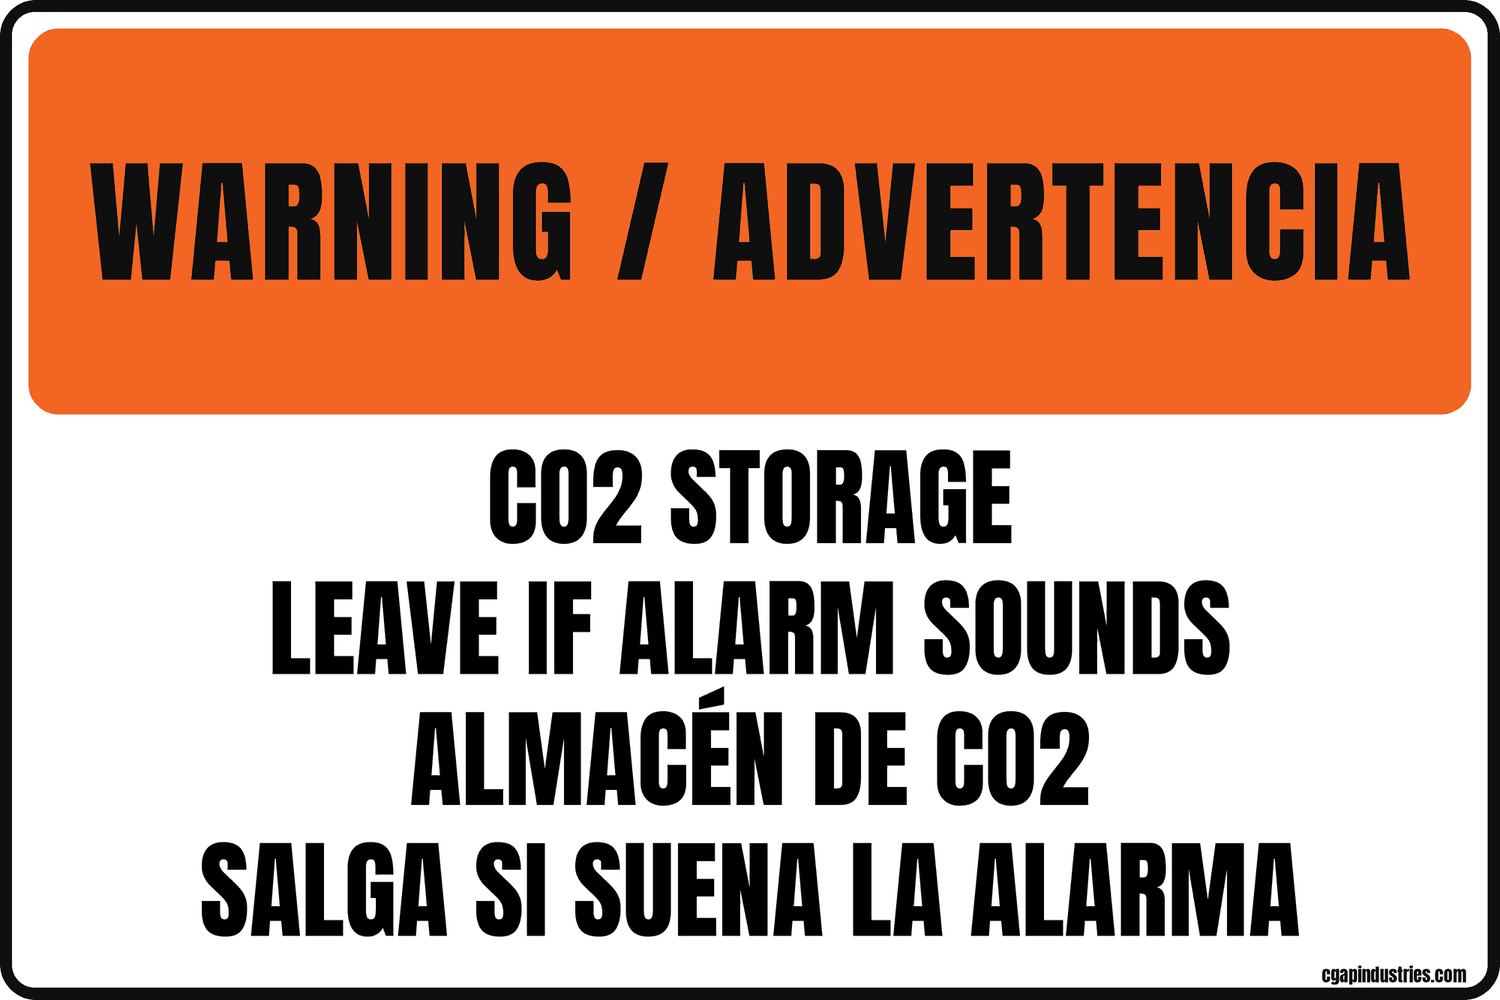 WARNING / ADVERTENCIA
CO2 STORAGE
LEAVE IF ALARM SOUNDS
ALMACÉN DE CO2
SALGA SI SUENA LA ALARMA
cgapindustries.com